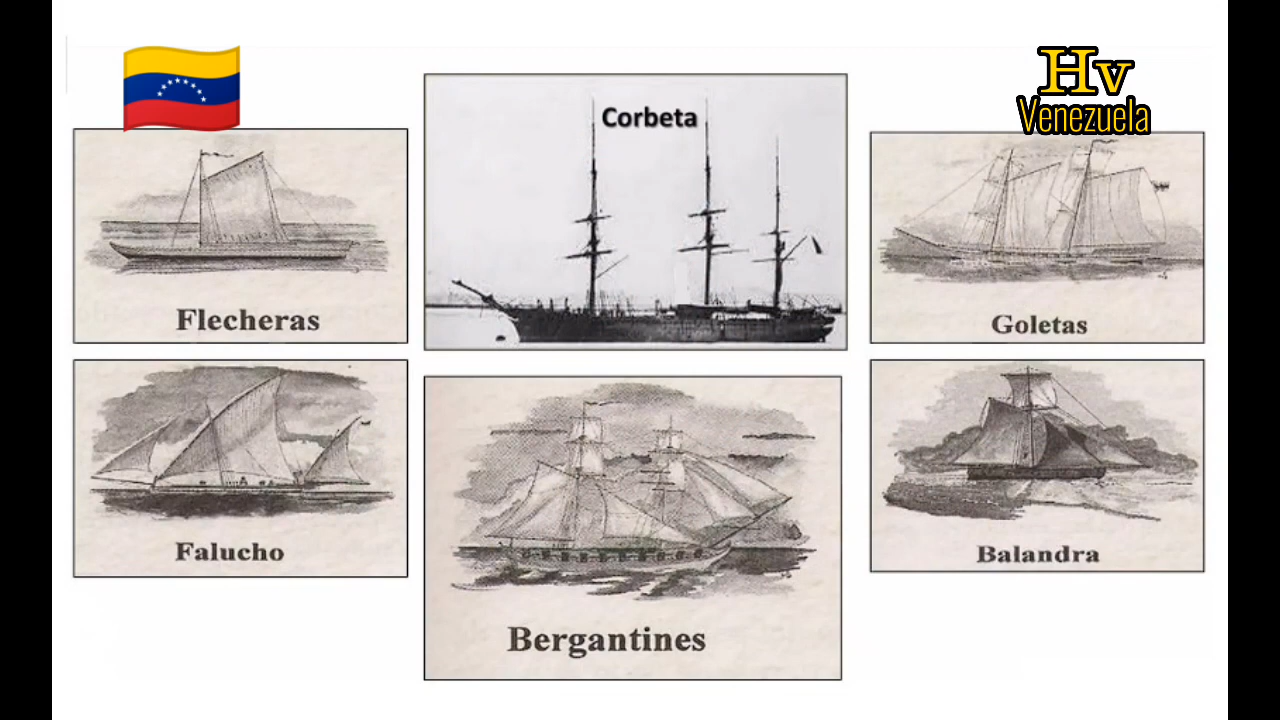 Hv
Venezuela
Corbeta
Flecheras
Goletas
Falucho
Balandra
Bergantines